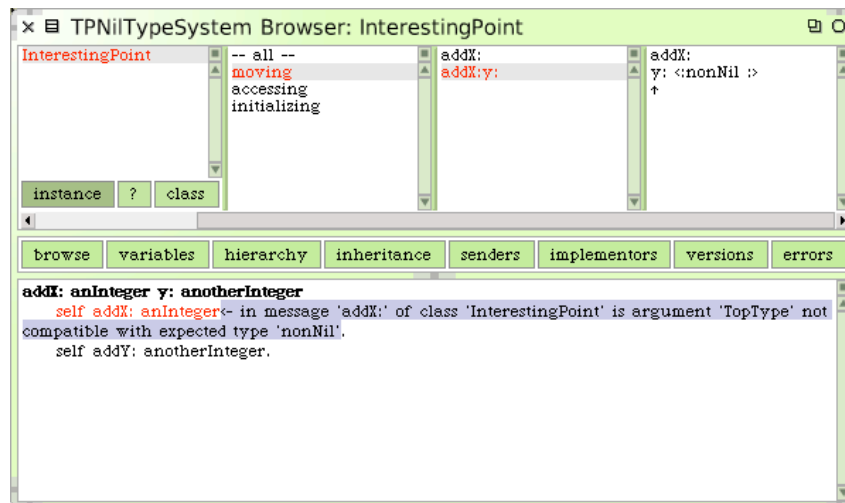 TPNilTypeSystem Browser: InterestingPoint
InterestingPoint
-- all --
moving
accessing
initializing
addX:
addX:y:
addX:
y: <:nonNil :>
↑
instance ? class
browse variables hierarchy inheritance senders implementors versions errors
addX: anInteger y: anotherInteger
self addX: anInteger<- in message 'addX:' of class 'InterestingPoint' is argument 'TopType' not
compatible with expected type 'nonNil'.
self addY: anotherInteger.